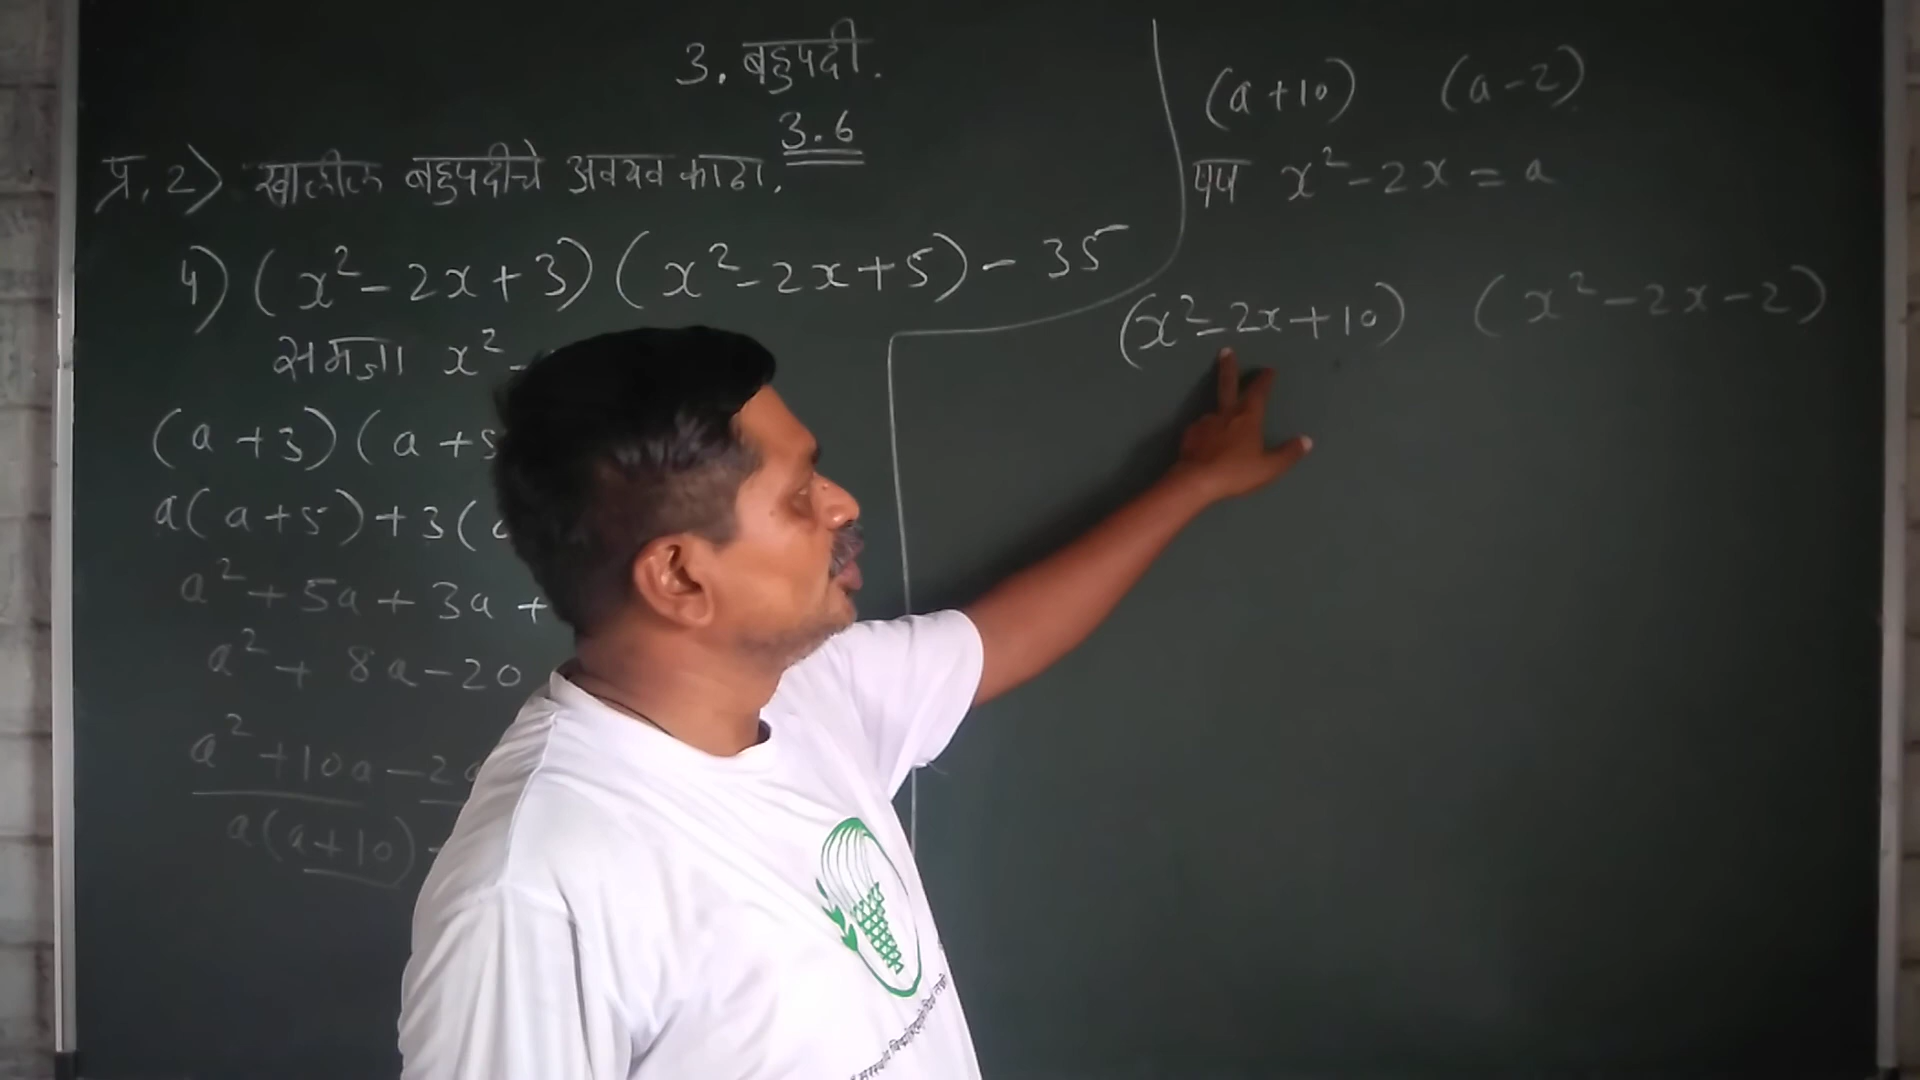 3. बहुपदी.
3.6
प्र. 2) खालील बहुपदीचे अवयव काढा.
4) (x² - 2x + 3) (x² - 2x + 5) - 35
समजा x² -
(a + 3) (a + 5
a(a + 5) + 3(
a² + 5a + 3a +
a² + 8a - 20
a² + 10a - 2a
a(a + 10) -
(a + 10) (a - 2)
पण x² - 2x = a
(x² - 2x + 10) (x² - 2x - 2)